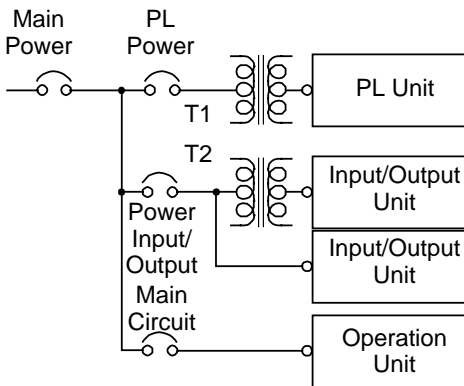 Main
Power
PL
Power
T1
PL Unit
T2
Power
Input/
Output
Input/Output
Unit
Input/Output
Unit
Main
Circuit
Operation
Unit